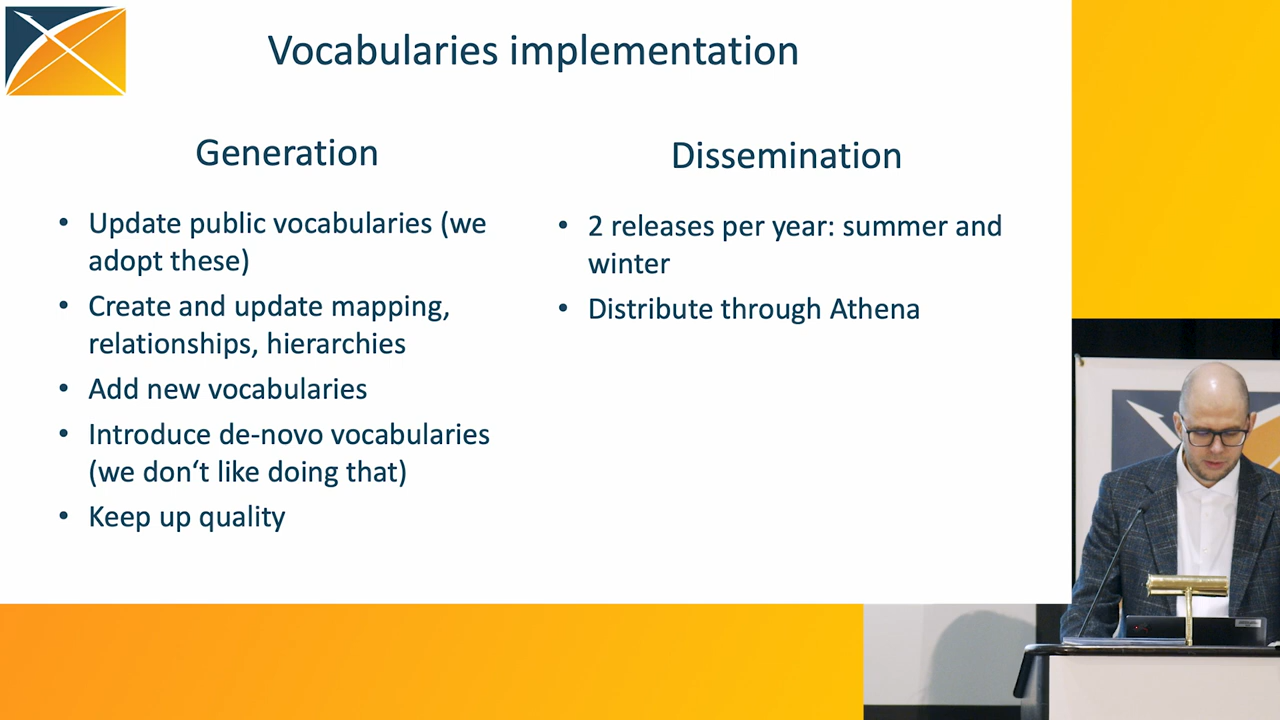 Vocabularies implementation
Generation
• Update public vocabularies (we
adopt these)
• Create and update mapping,
relationships, hierarchies
• Add new vocabularies
• Introduce de-novo vocabularies
(we don‘t like doing that)
• Keep up quality
Dissemination
• 2 releases per year: summer and
winter
• Distribute through Athena